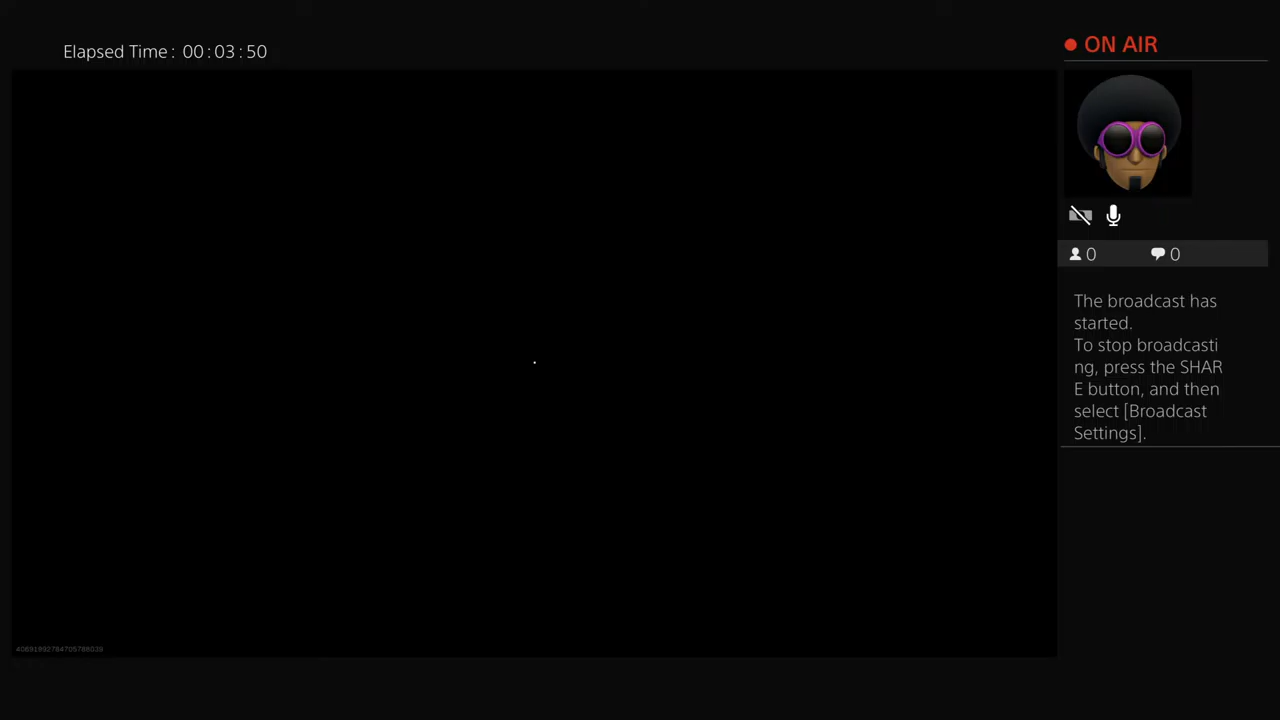 Elapsed Time: 00:03:50
ON AIR
0 0
The broadcast has
started.
To stop broadcasti
ng, press the SHAR
E button, and then
select [Broadcast
Settings].